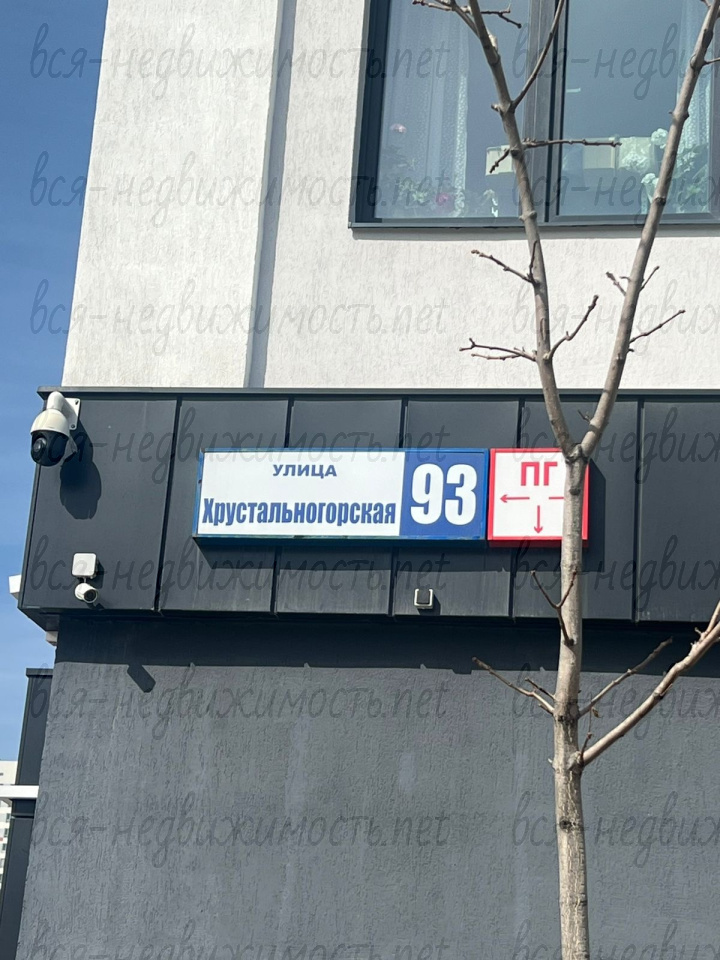 вся-недвижимость.net
УЛИЦА
Хрустальногорская
93
ПГ